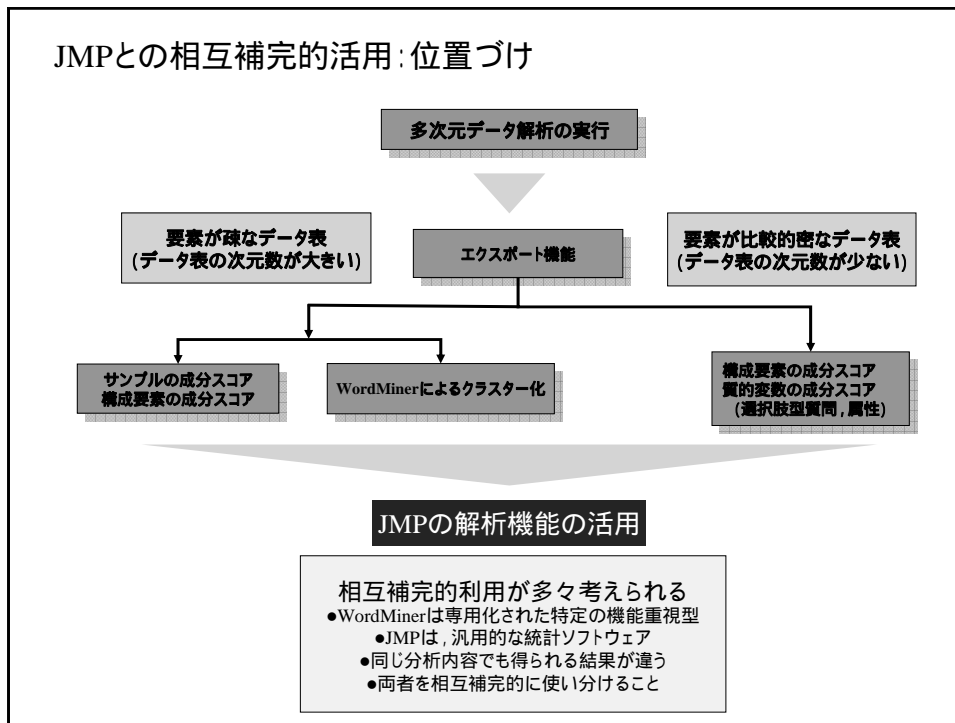 JMPとの相互補完的活用：位置づけ
多次元データ解析の実行
要素が疎なデータ表
(データ表の次元数が大きい)
エクスポート機能
要素が比較的密なデータ表
(データ表の次元数が少ない)
サンプルの成分スコア
構成要素の成分スコア
WordMinerによるクラスター化
構成要素の成分スコア
質的変数の成分スコア
(選択肢型質問，属性)
JMPの解析機能の活用
相互補完的利用が多々考えられる
●WordMinerは専用化された特定の機能重視型
●JMPは，汎用的な統計ソフトウェア
●同じ分析内容でも得られる結果が違う
●両者を相互補完的に使い分けること